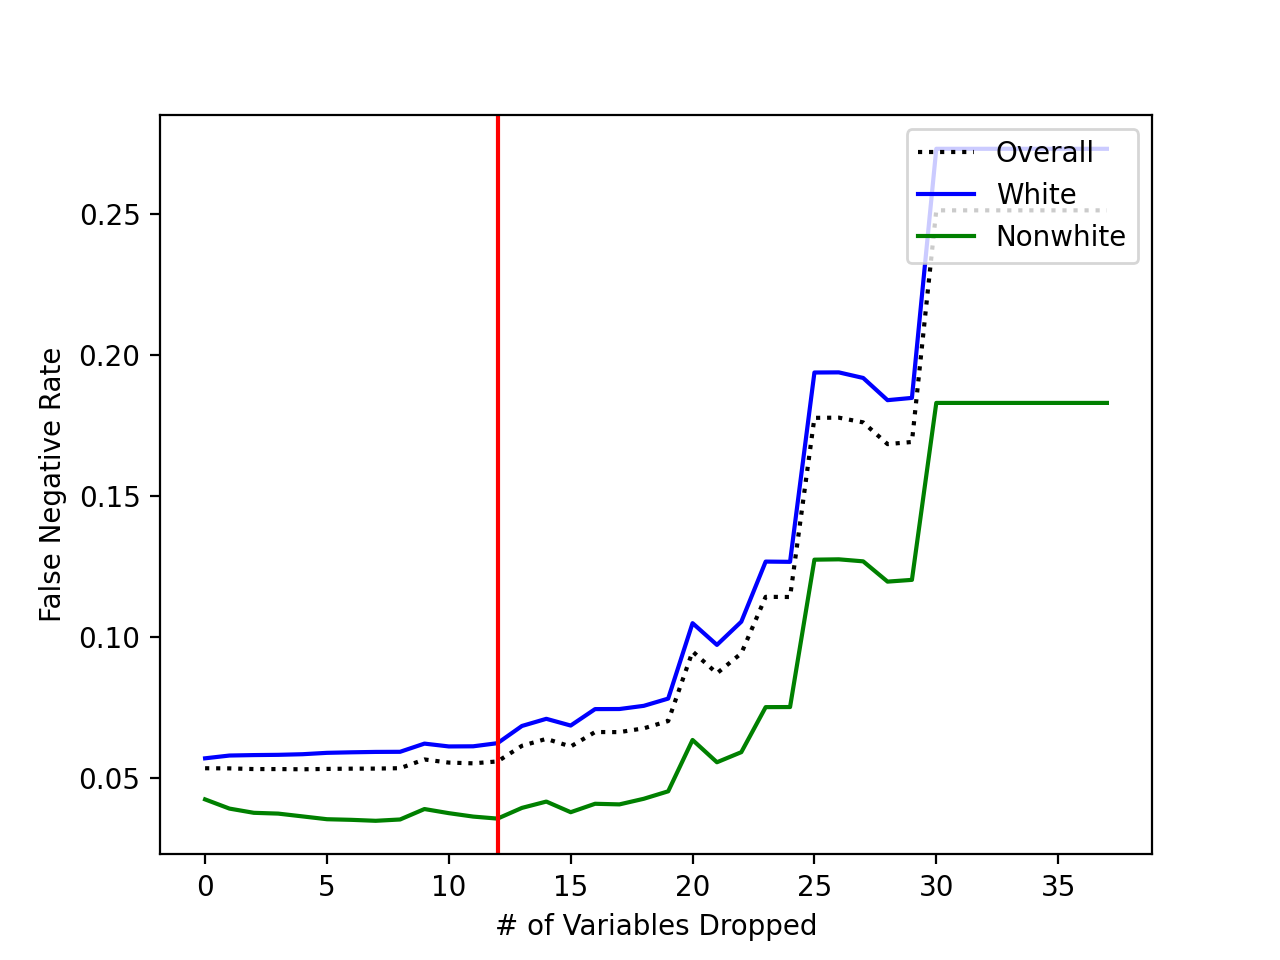 Overall
White
Nonwhite
0.25
0.20
0.15
0.10
0.05
False Negative Rate
0 5 10 15 20 25 30 35
# of Variables Dropped